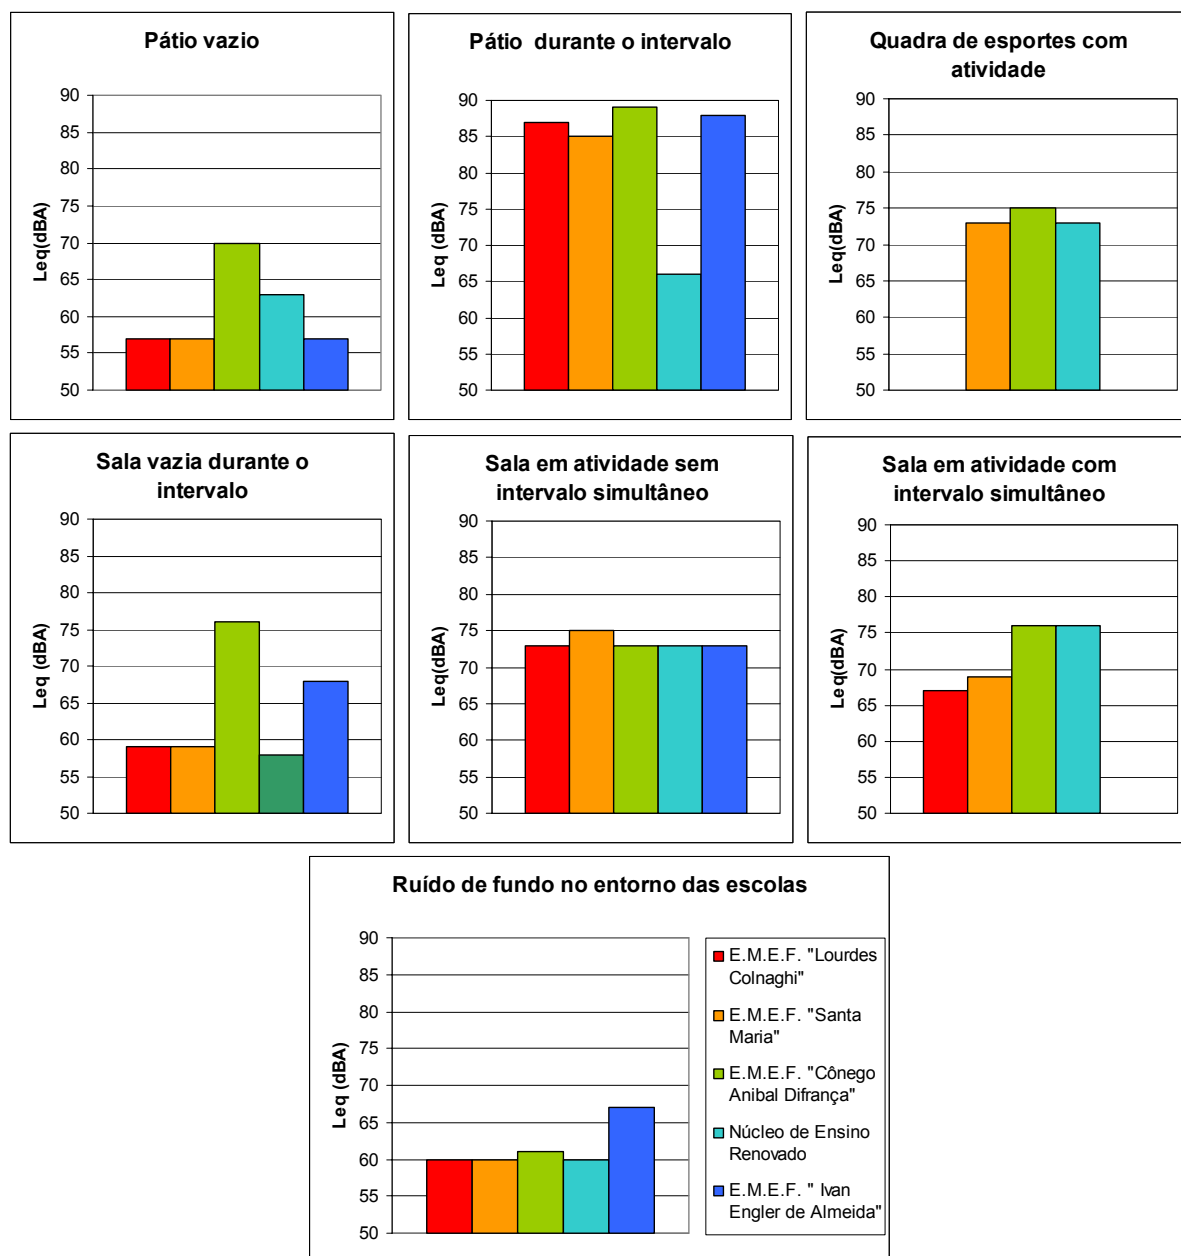 Pátio vazio
90
85
80
75
70
65
60
55
50
Leq(dBA)
Pátio durante o intervalo
90
85
80
75
70
65
60
55
50
Leq (dBA)
Quadra de esportes com
atividade
90
85
80
75
70
65
60
55
50
Leq(dBA)
Sala vazia durante o
intervalo
90
85
80
75
70
65
60
55
50
Leq (dBA)
Sala em atividade sem
intervalo simultâneo
90
85
80
75
70
65
60
55
50
Leq(dBA)
Sala em atividade com
intervalo simultâneo
90
85
80
75
70
65
60
55
50
Leq(dBA)
Ruído de fundo no entorno das escolas
90
85
80
75
70
65
60
55
50
Leq (dBA)
E.M.E.F. "Lourdes
Colnaghi"
E.M.E.F. "Santa
Maria"
E.M.E.F. "Cônego
Anibal Difrança"
Núcleo de Ensino
Renovado
E.M.E.F. " Ivan
Engler de Almeida"